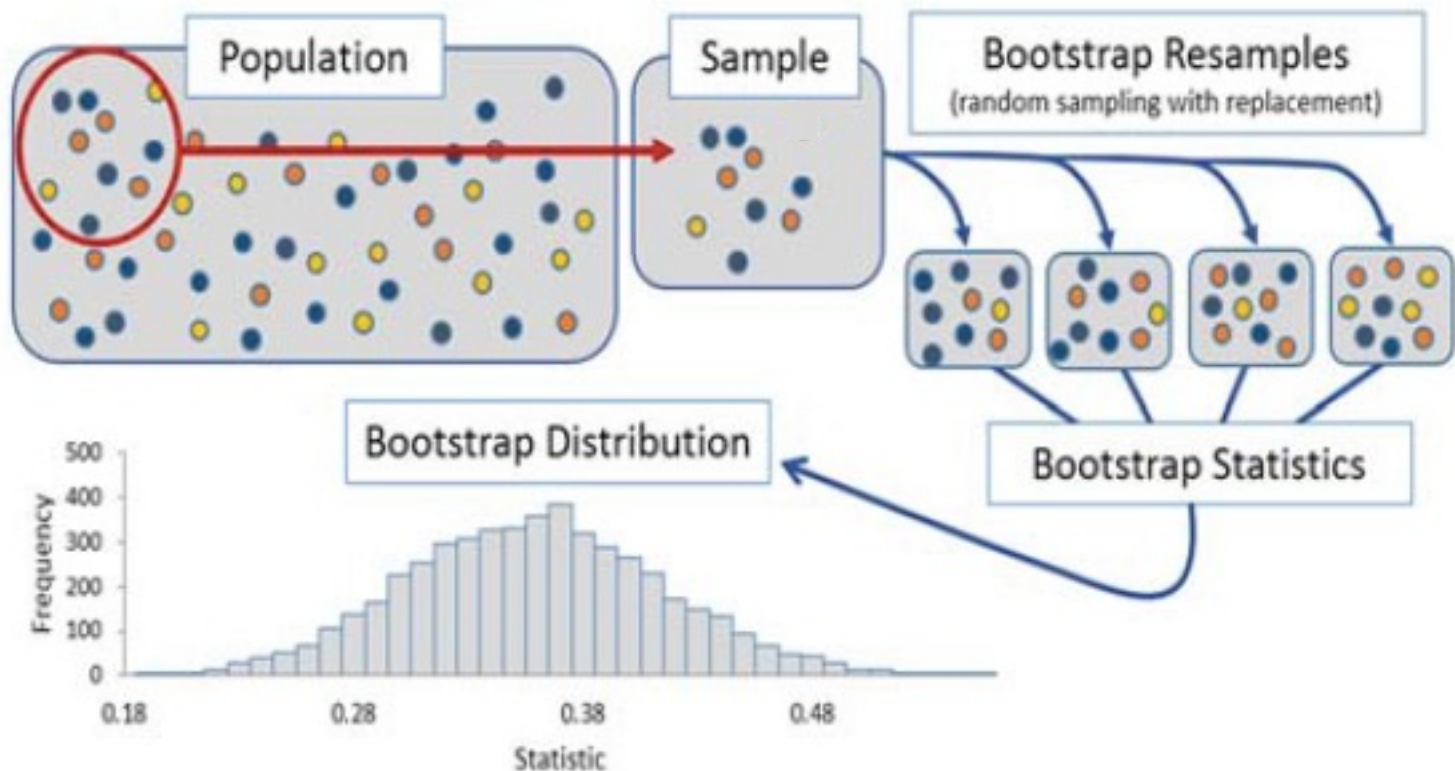 Population
Sample
Bootstrap Resamples
(random sampling with replacement)
Bootstrap Distribution
Bootstrap Statistics
500
400
300
200
100
0
Frequency
0.18 0.28 0.38 0.48
Statistic